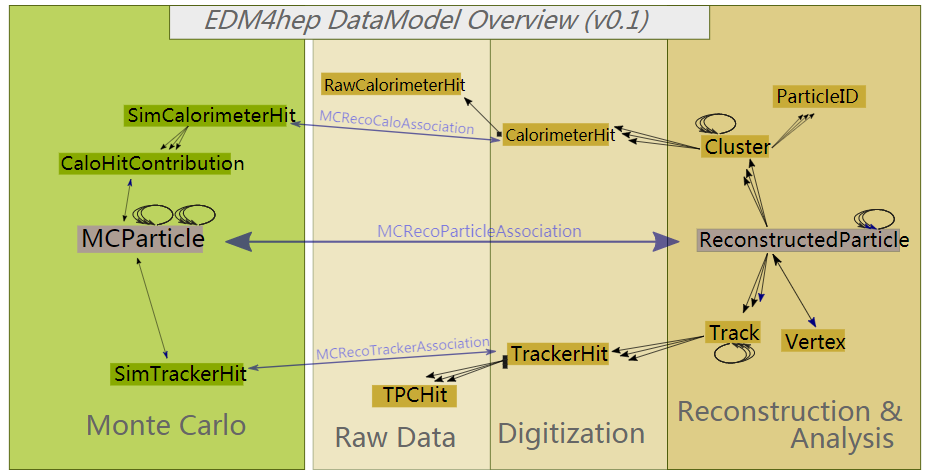 EDM4hep DataModel Overview (v0.1)
RawCalorimeterHit
ParticleID
SimCalorimeterHit
MCRecoCaloAssociation
CalorimeterHit
Cluster
CaloHitContribution
MCParticle
MCRecoParticleAssociation
ReconstructedParticle
Track
Vertex
MCRecoTrackerAssociation
TrackerHit
SimTrackerHit
TPCHit
Monte Carlo
Raw Data
Digitization
Reconstruction &
Analysis